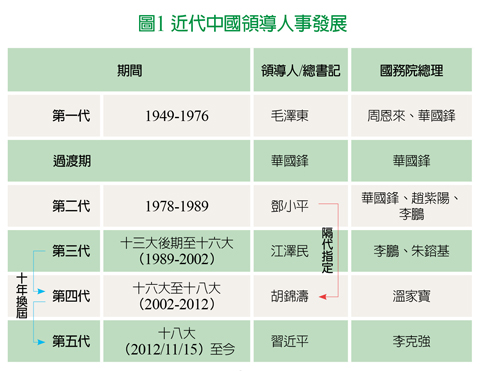 圖1 近代中國領導人事發展
期間 領導人/總書記 國務院總理
第一代 1949-1976 毛澤東 周恩來、華國鋒
過渡期 華國鋒 華國鋒
第二代 1978-1989 鄧小平 華國鋒、趙紫陽、
李鵬
隔代指定
第三代 十三大後期至十六大
（1989-2002） 江澤民 李鵬、朱鎔基
十年換屆
第四代 十六大至十八大
（2002-2012） 胡錦濤 溫家寶
第五代 十八大
（2012/11/15）至今 習近平 李克強